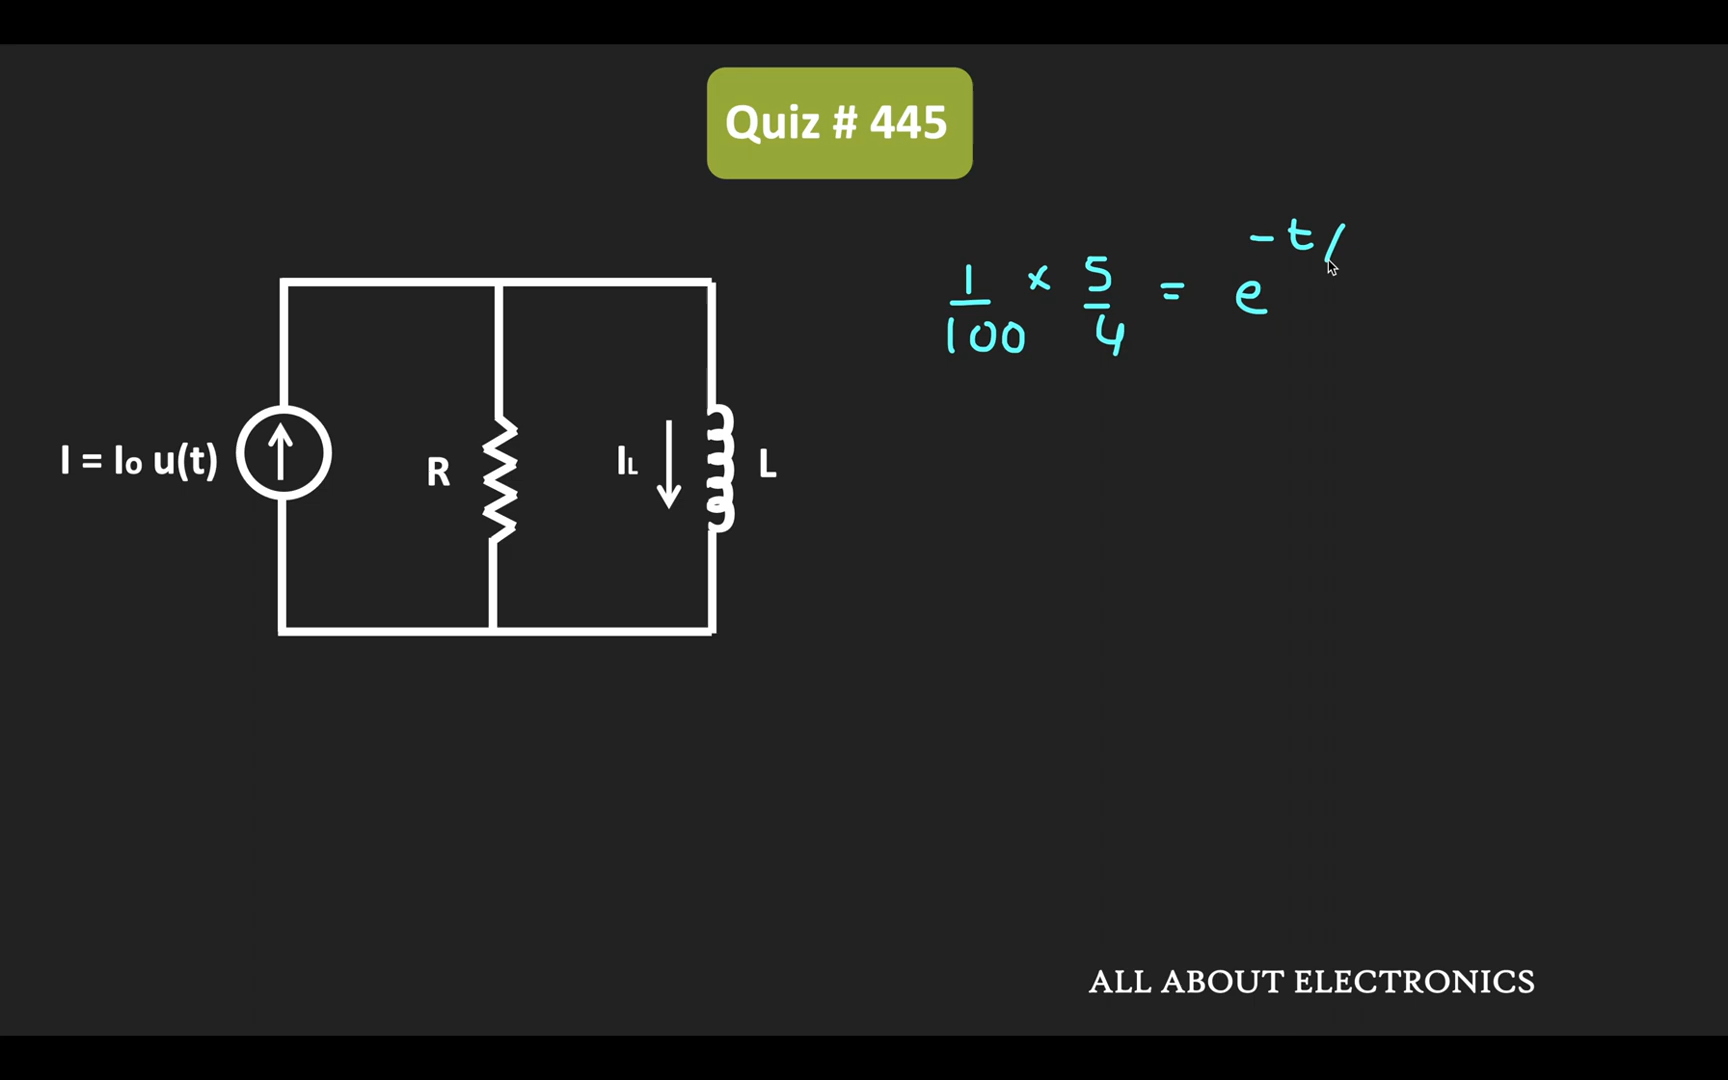 Quiz # 445
1/100 × 5/4 = e^-t/
I = I₀ u(t)
R
I_L
L
ALL ABOUT ELECTRONICS